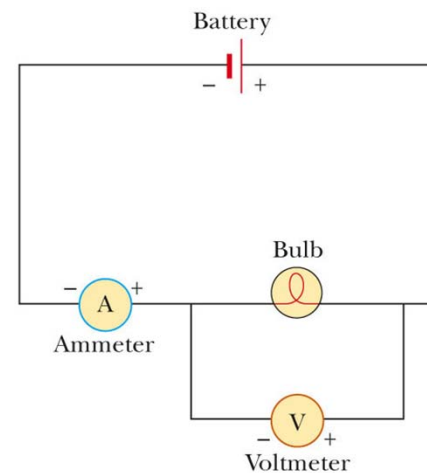 Battery
– +
Bulb
– +
A
Ammeter
V
– +
Voltmeter